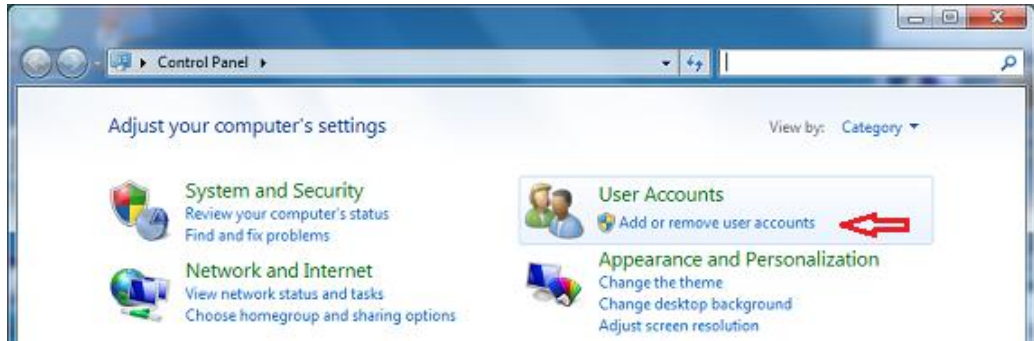 Control Panel
Adjust your computer's settings
View by: Category
System and Security
Review your computer's status
Find and fix problems
Network and Internet
View network status and tasks
Choose homegroup and sharing options
User Accounts
Add or remove user accounts
Appearance and Personalization
Change the theme
Change desktop background
Adjust screen resolution